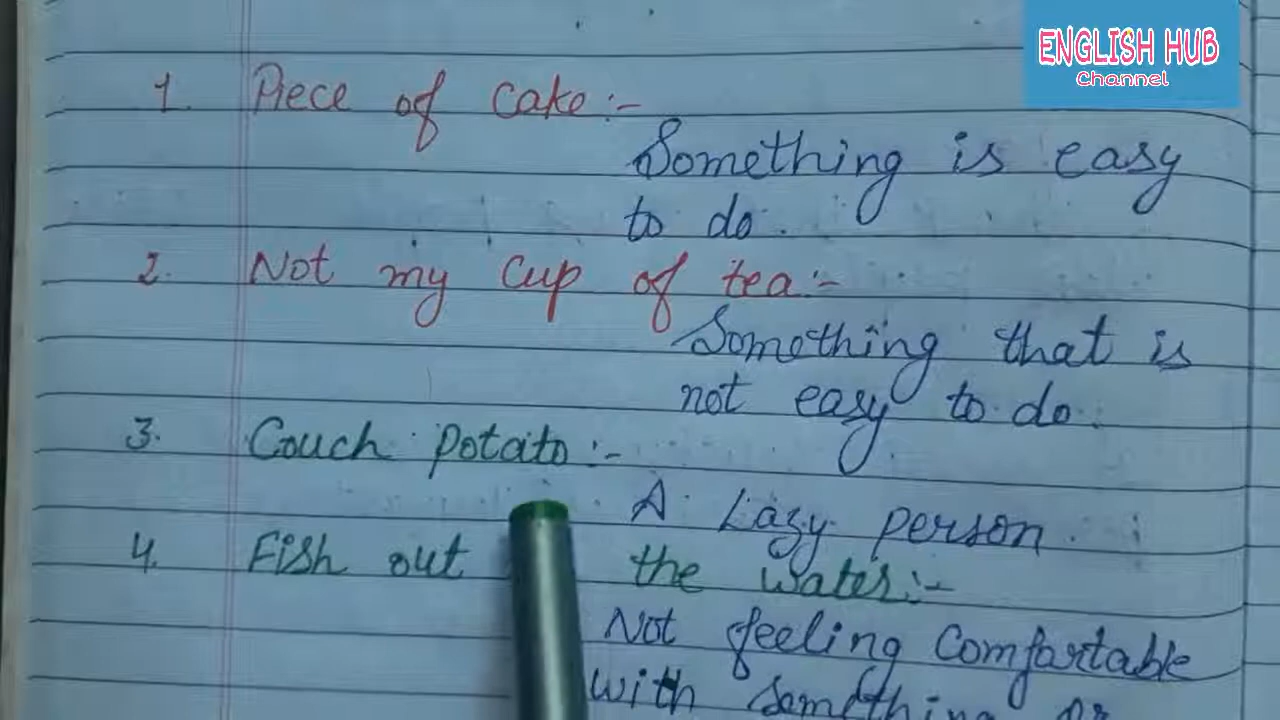 ENGLISH HUB
Channel
1. Piece of cake:-
Something is easy
to do.
2. Not my cup of tea:-
Something that is
not easy to do.
3. Couch potato:-
A Lazy person.
4. Fish out the water:-
Not feeling Comfortable
with something or